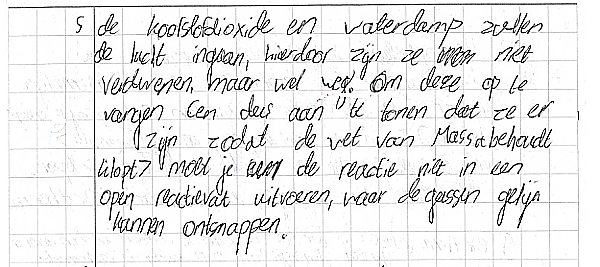 5 de koolstofdioxide en waterdamp zullen
de lucht ingaan, hierdoor zijn ze niet
verdwenen, maar wel weg. Om deze op te
vangen (en dus aan te tonen dat ze er
zijn zodat de wet van Massabehoudt
klopt) moet je de reactie niet in een
open reactievat uitvoeren, waar de gassen gelijk
kunnen ontsnappen.